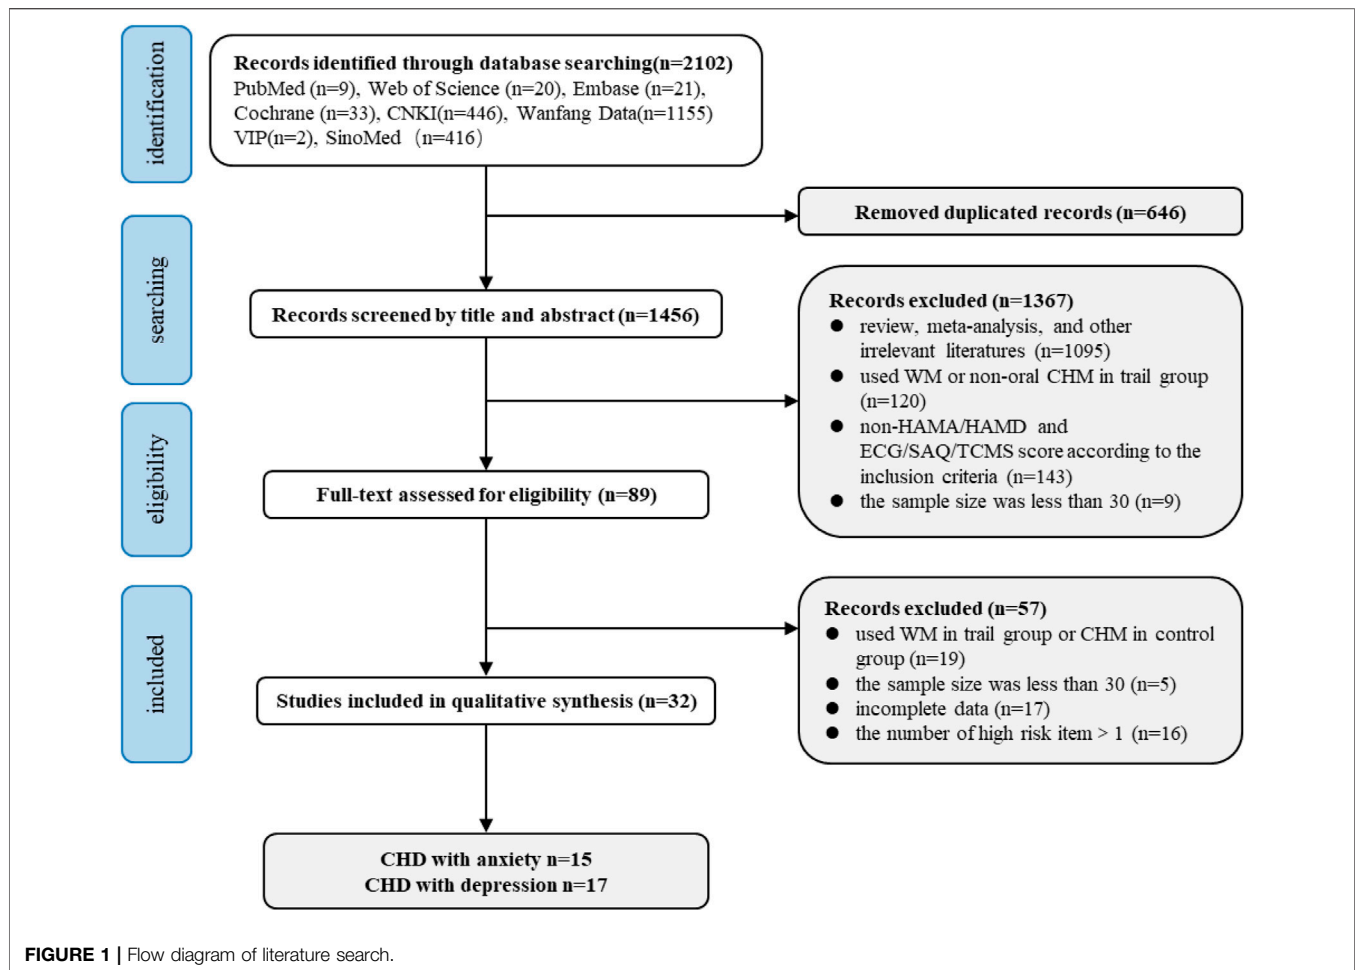 identification
Records identified through database searching(n=2102)
PubMed (n=9), Web of Science (n=20), Embase (n=21),
Cochrane (n=33), CNKI(n=446), Wanfang Data(n=1155)
VIP(n=2), SinoMed（n=416）
Removed duplicated records (n=646)
searching
Records screened by title and abstract (n=1456)
Records excluded (n=1367)
● review, meta-analysis, and other
irrelevant literatures (n=1095)
● used WM or non-oral CHM in trail group
(n=120)
● non-HAMA/HAMD and
ECG/SAQ/TCMS score according to the
inclusion criteria (n=143)
● the sample size was less than 30 (n=9)
eligibility
Full-text assessed for eligibility (n=89)
Records excluded (n=57)
● used WM in trail group or CHM in control
group (n=19)
● the sample size was less than 30 (n=5)
● incomplete data (n=17)
● the number of high risk item > 1 (n=16)
included
Studies included in qualitative synthesis (n=32)
CHD with anxiety n=15
CHD with depression n=17
FIGURE 1 | Flow diagram of literature search.